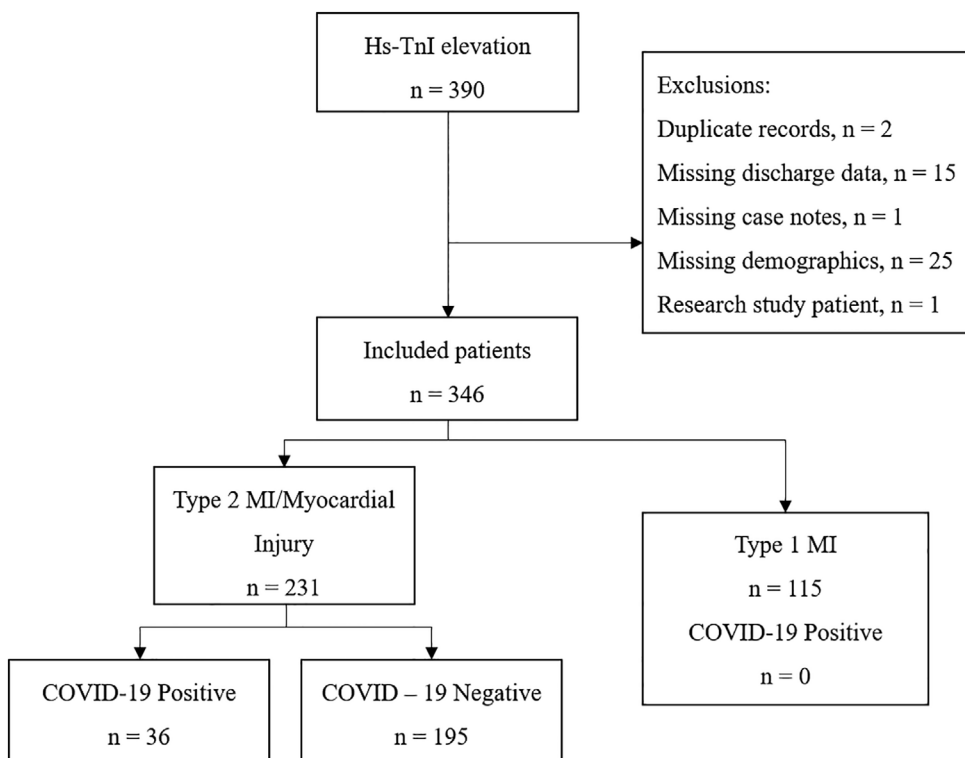 Hs-TnI elevation
n = 390
Exclusions:
Duplicate records, n = 2
Missing discharge data, n = 15
Missing case notes, n = 1
Missing demographics, n = 25
Research study patient, n = 1
Included patients
n = 346
Type 2 MI/Myocardial
Injury
n = 231
Type 1 MI
n = 115
COVID-19 Positive
n = 0
COVID-19 Positive
n = 36
COVID – 19 Negative
n = 195